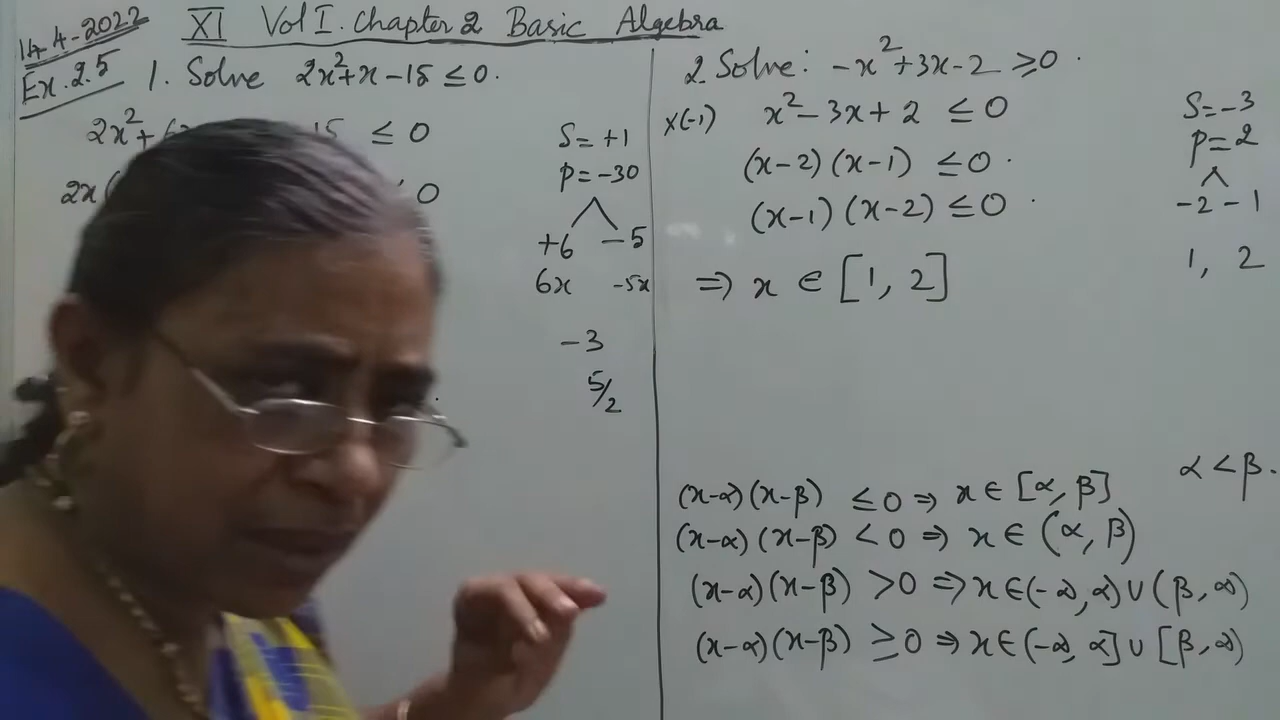 14-4-2022
XI Vol I. Chapter 2 Basic Algebra
Ex. 2.5
1. Solve 2x²+x-15 ≤ 0.
2x²+ 15 ≤ 0
2x( 0
S = +1
P = -30
+6 -5
6x -5x
-3
5/2
2. Solve: -x²+3x-2 ≥0.
x(-1) x²-3x+2 ≤ 0
(x-2)(x-1) ≤0.
(x-1)(x-2) ≤0.
⇒ x ∈ [1, 2]
S = -3
P = 2
-2 -1
1, 2
α < β.
(x-α)(x-β) ≤0 ⇒ x ∈ [α, β]
(x-α)(x-β) < 0 ⇒ x ∈ (α, β)
(x-α)(x-β) >0 ⇒ x∈(-∞, α) ∪ (β, ∞)
(x-α)(x-β) ≥0 ⇒ x∈(-∞, α] ∪ [β, ∞)